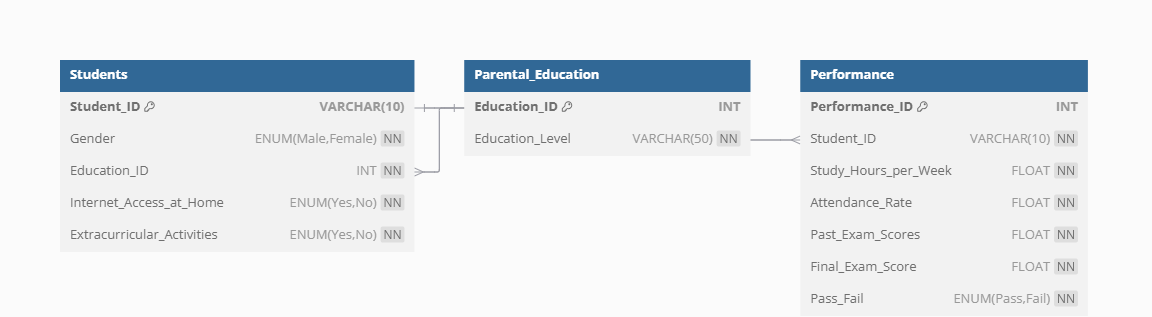 Students
Student_ID VARCHAR(10)
Gender ENUM(Male,Female) NN
Education_ID INT NN
Internet_Access_at_Home ENUM(Yes,No) NN
Extracurricular_Activities ENUM(Yes,No) NN
Parental_Education
Education_ID INT
Education_Level VARCHAR(50) NN
Performance
Performance_ID INT
Student_ID VARCHAR(10) NN
Study_Hours_per_Week FLOAT NN
Attendance_Rate FLOAT NN
Past_Exam_Scores FLOAT NN
Final_Exam_Score FLOAT NN
Pass_Fail ENUM(Pass,Fail) NN